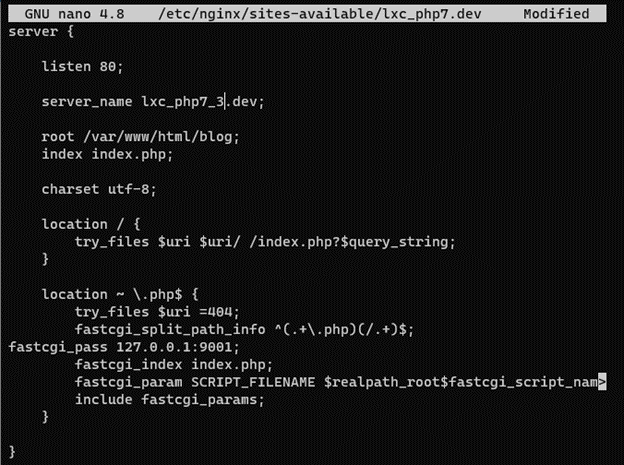 GNU nano 4.8    /etc/nginx/sites-available/lxc_php7.dev    Modified
server {
    listen 80;
    server_name lxc_php7_3.dev;
    root /var/www/html/blog;
    index index.php;
    charset utf-8;
    location / {
        try_files $uri $uri/ /index.php?$query_string;
    }
    location ~ \.php$ {
        try_files $uri =404;
        fastcgi_split_path_info ^(.+\.php)(/.+)$;
fastcgi_pass 127.0.0.1:9001;
        fastcgi_index index.php;
        fastcgi_param SCRIPT_FILENAME $realpath_root$fastcgi_script_nam>
        include fastcgi_params;
    }
}